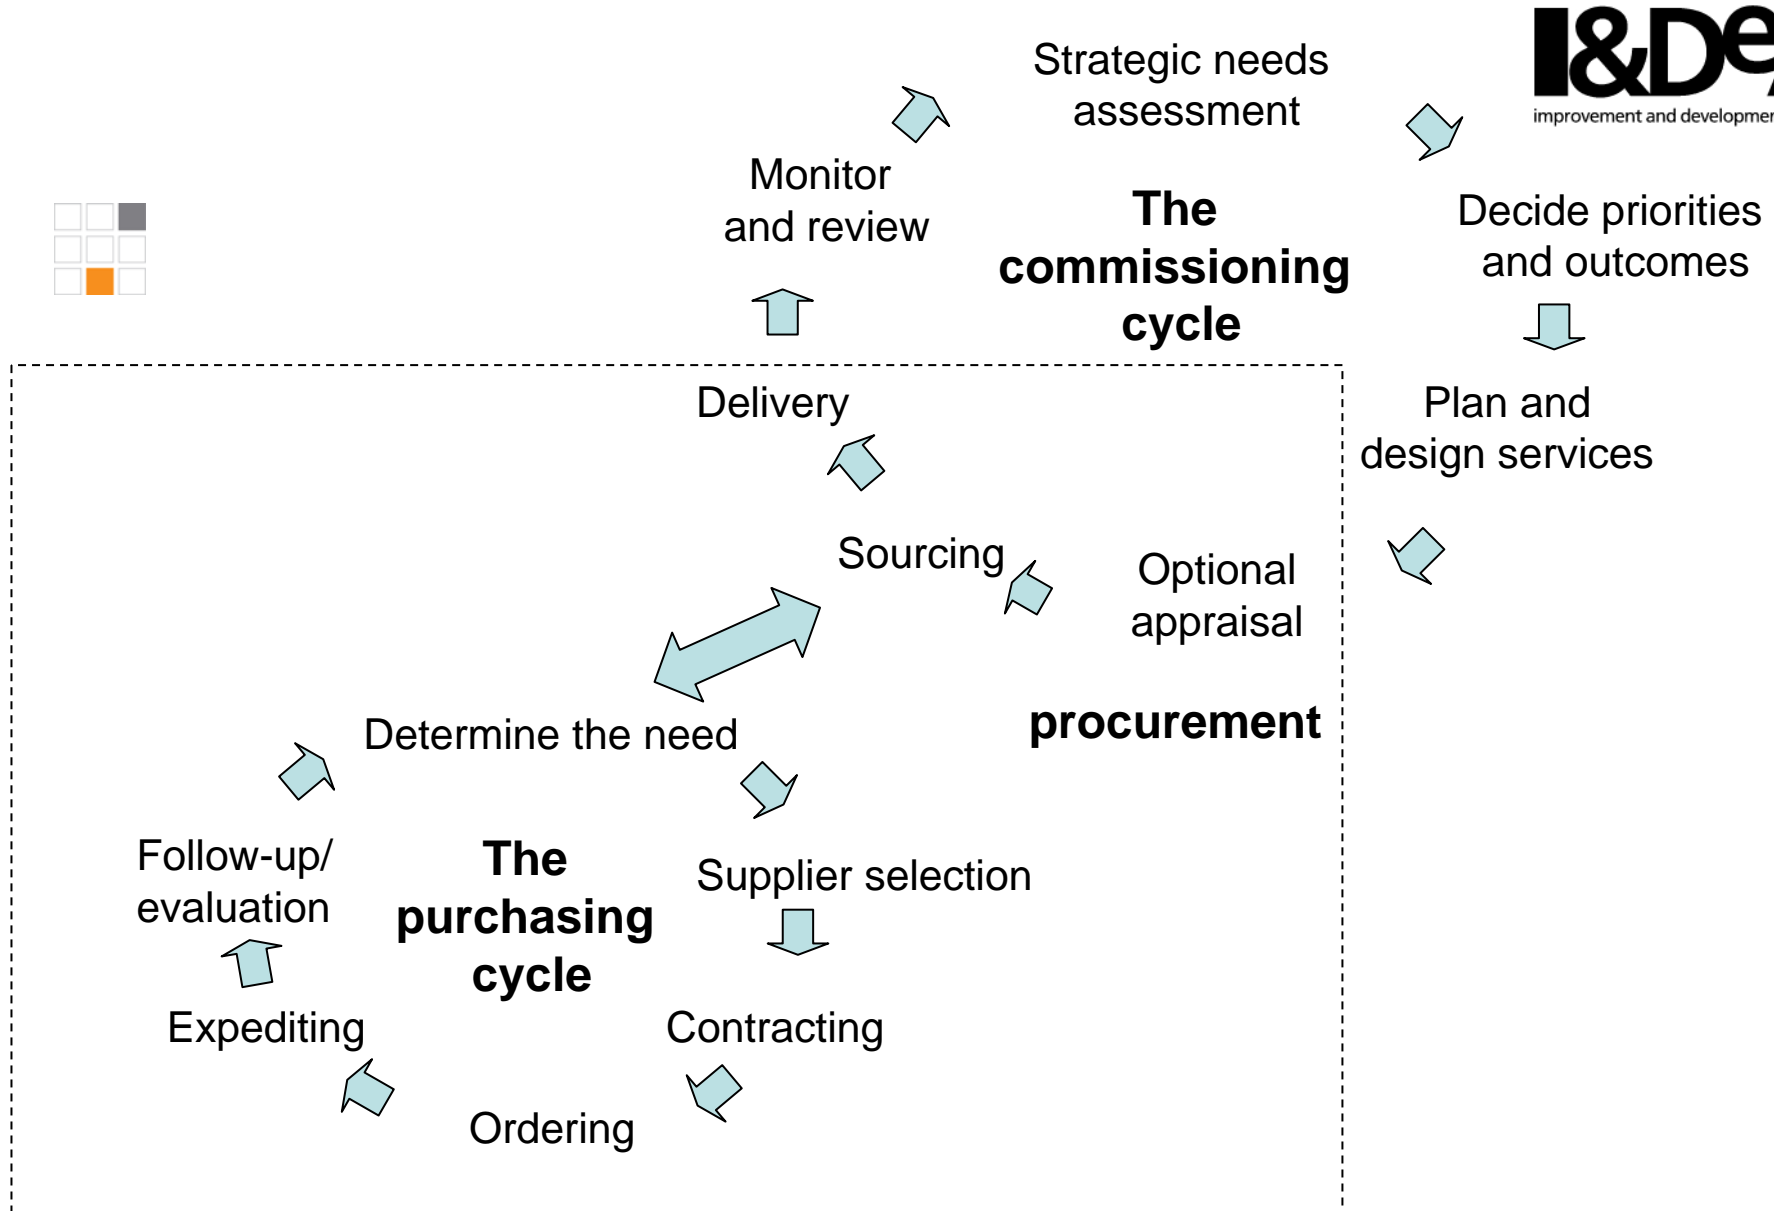 I&De
improvement and developmen
Strategic needs
assessment
Monitor
and review
The
commissioning
cycle
Decide priorities
and outcomes
Delivery
Plan and
design services
Sourcing
Optional
appraisal
procurement
Determine the need
Follow-up/
evaluation
The
purchasing
cycle
Supplier selection
Expediting
Contracting
Ordering